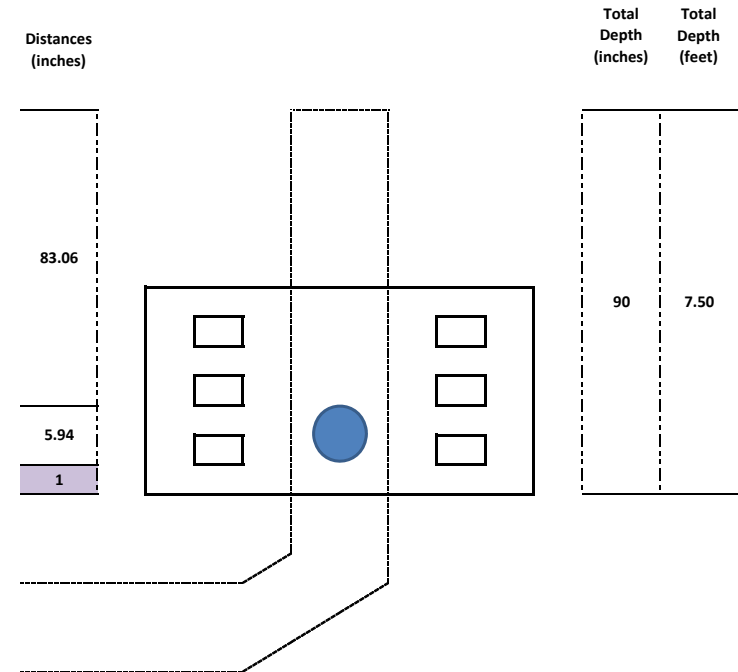 Distances
(inches)
Total
Depth
(inches)
Total
Depth
(feet)
83.06
90
7.50
5.94
1